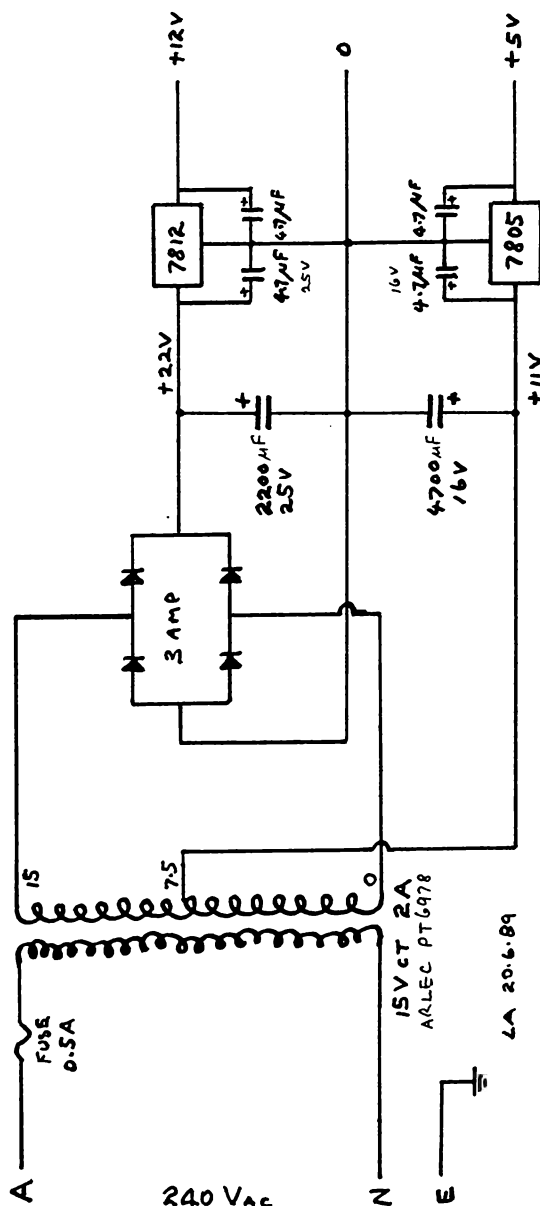 A
FUSE
0.5A
240 VAC
N
E
15
7.5
0
15V CT 2A
ARLEC PT6978
LA 20.6.89
3 AMP
+22V
2200µF
25V
4700µF
16V
+11V
7812
4.7µF
25V
4.7µF
16V
4.7µF
4.7µF
7805
+12V
0
+5V